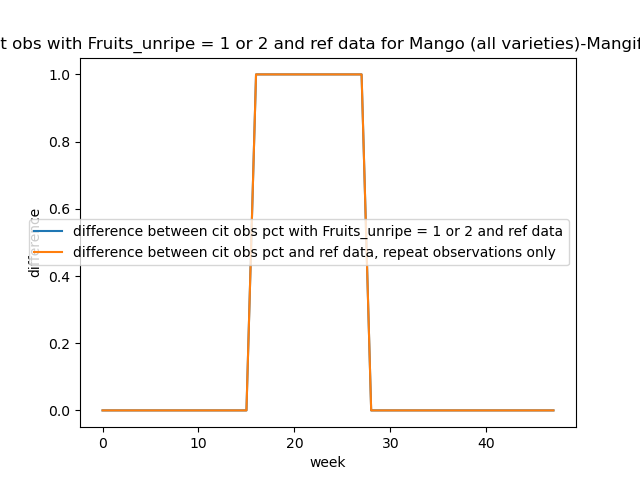 t obs with Fruits_unripe = 1 or 2 and ref data for Mango (all varieties)-Mangif
1.0
0.8
0.6
0.4
0.2
0.0
difference
difference between cit obs pct with Fruits_unripe = 1 or 2 and ref data
difference between cit obs pct and ref data, repeat observations only
0 10 20 30 40
week